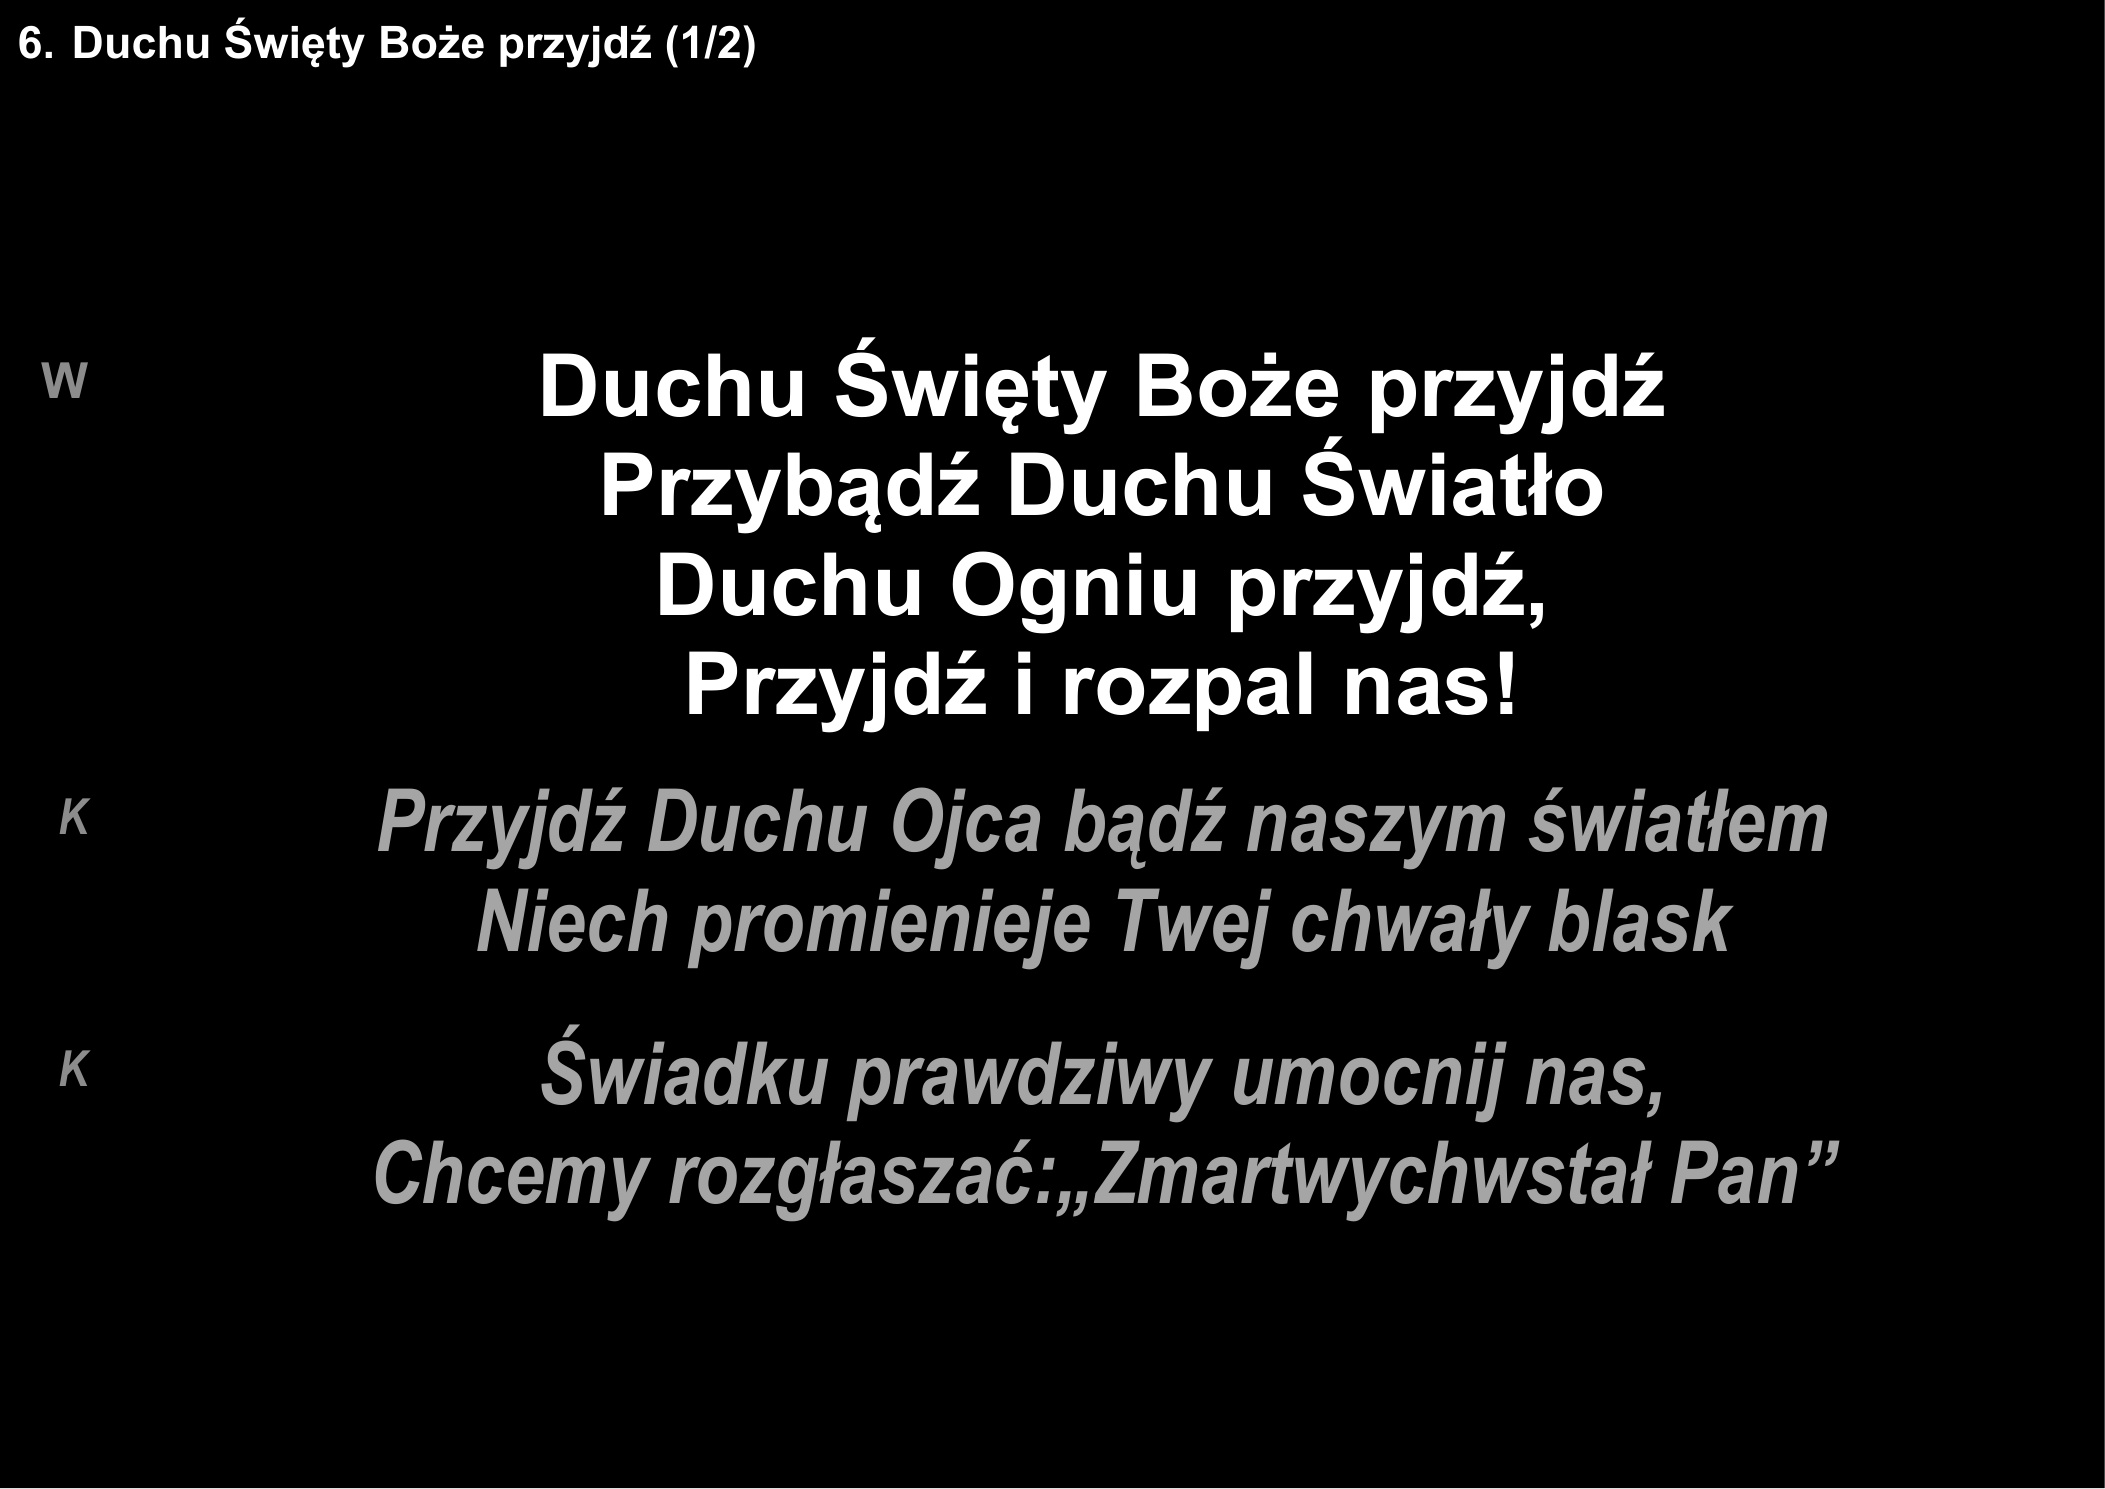 6. Duchu Święty Boże przyjdź (1/2)
W
Duchu Święty Boże przyjdź
Przybądź Duchu Światło
Duchu Ogniu przyjdź,
Przyjdź i rozpal nas!
K
Przyjdź Duchu Ojca bądź naszym światłem
Niech promienieje Twej chwały blask
K
Świadku prawdziwy umocnij nas,
Chcemy rozgłaszać:„Zmartwychwstał Pan”